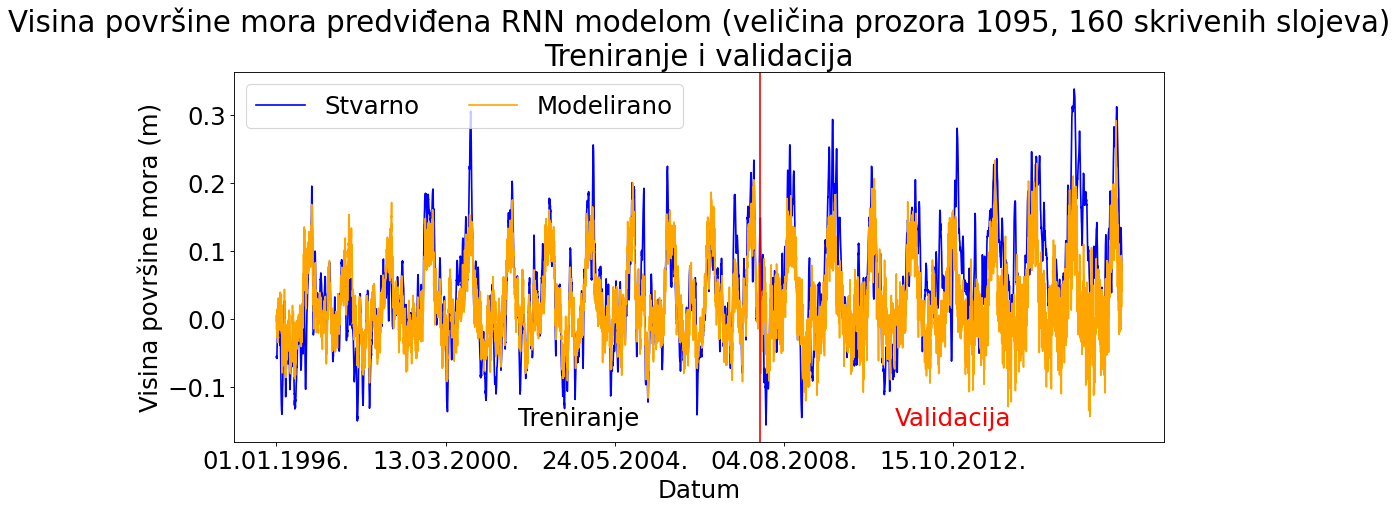 Visina površine mora predviđena RNN modelom (veličina prozora 1095, 160 skrivenih slojeva)
Treniranje i validacija
Stvarno Modelirano
Visina površine mora (m)
0.3
0.2
0.1
0.0
−0.1
Treniranje Validacija
01.01.1996. 13.03.2000. 24.05.2004. 04.08.2008. 15.10.2012.
Datum